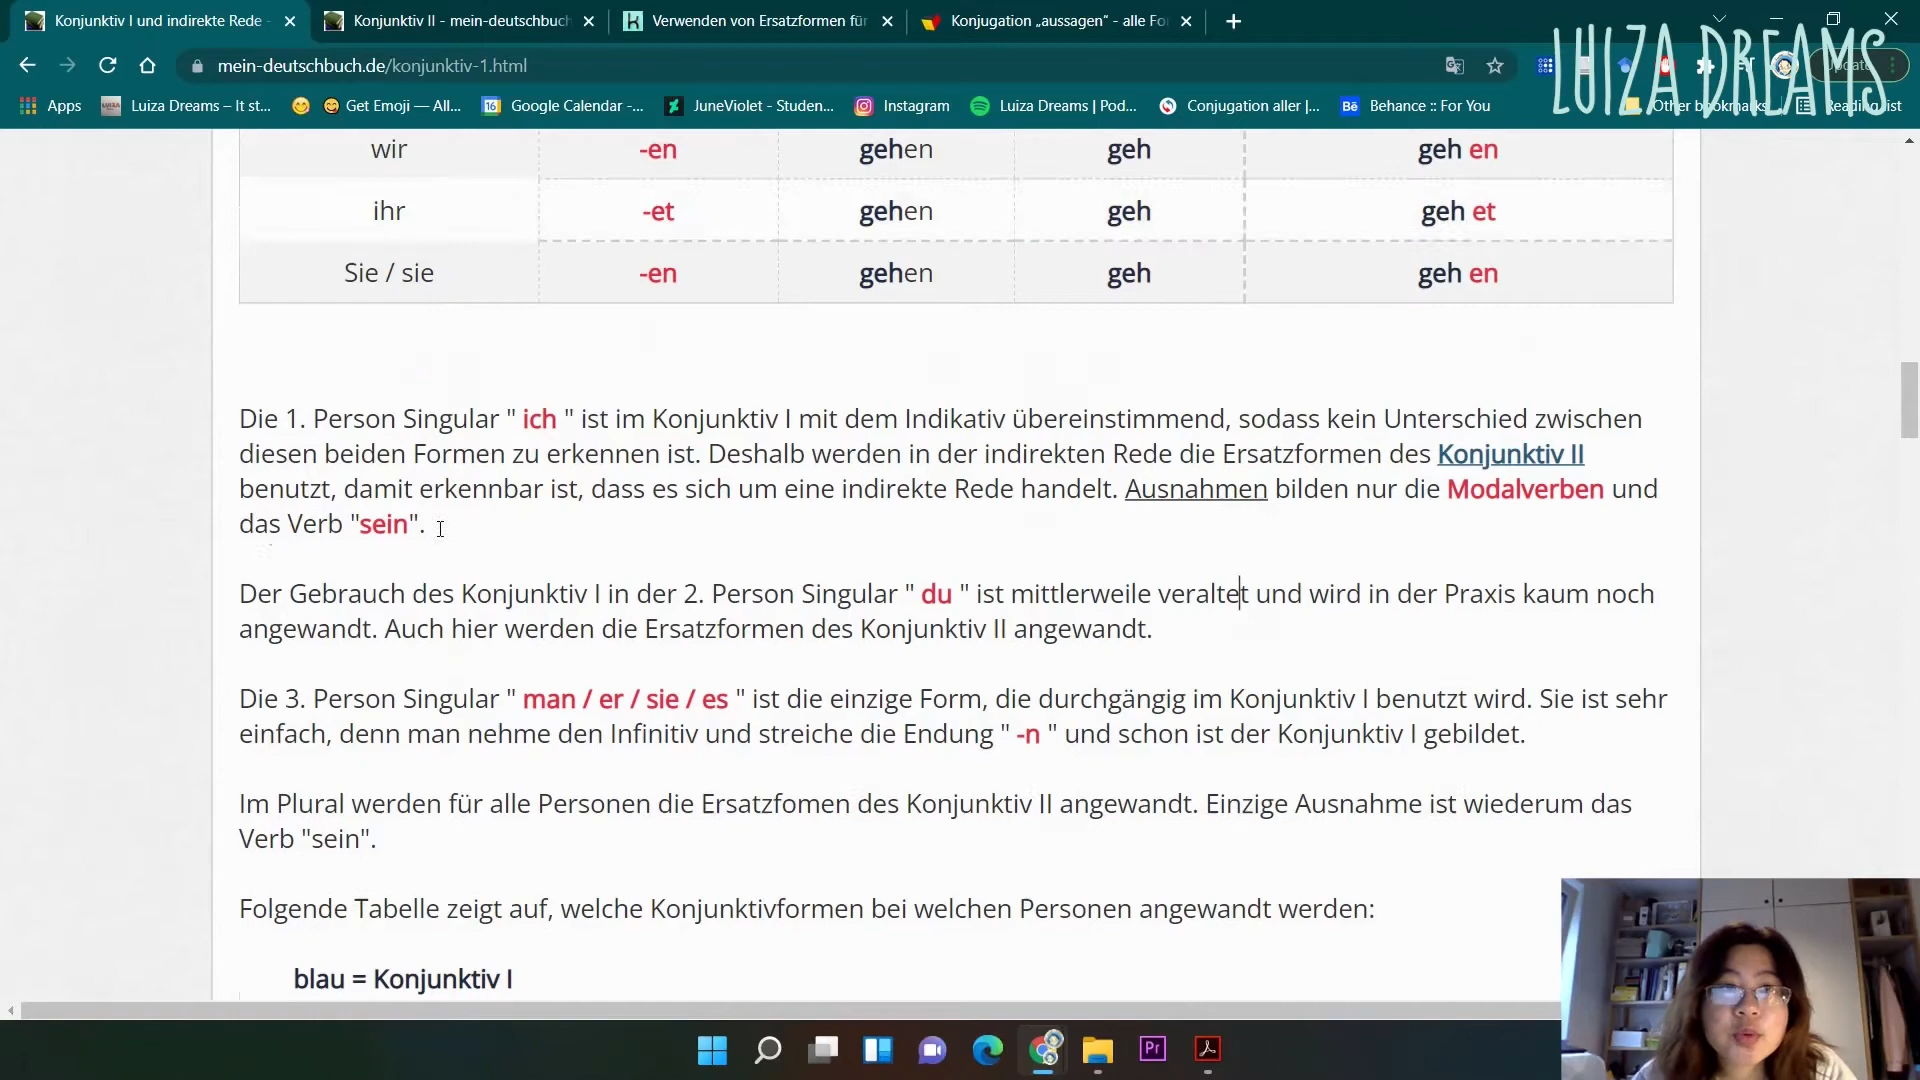 Konjunktiv I und indirekte Rede -
Konjunktiv II - mein-deutschbuch
Verwenden von Ersatzformen für
Konjugation „aussagen“ - alle Fo
mein-deutschbuch.de/konjunktiv-1.html
LUIZA DREAMS
Apps
Luiza Dreams – It st...
Get Emoji — All...
Google Calendar -...
JuneViolet - Studen...
Instagram
Luiza Dreams | Pod...
Conjugation aller |...
Behance :: For You
Other bookmarks
Reading list
wir -en gehen geh geh en
ihr -et gehen geh geh et
Sie / sie -en gehen geh geh en
Die 1. Person Singular " ich " ist im Konjunktiv I mit dem Indikativ übereinstimmend, sodass kein Unterschied zwischen
diesen beiden Formen zu erkennen ist. Deshalb werden in der indirekten Rede die Ersatzformen des Konjunktiv II
benutzt, damit erkennbar ist, dass es sich um eine indirekte Rede handelt. Ausnahmen bilden nur die Modalverben und
das Verb "sein".
Der Gebrauch des Konjunktiv I in der 2. Person Singular " du " ist mittlerweile veraltet und wird in der Praxis kaum noch
angewandt. Auch hier werden die Ersatzformen des Konjunktiv II angewandt.
Die 3. Person Singular " man / er / sie / es " ist die einzige Form, die durchgängig im Konjunktiv I benutzt wird. Sie ist sehr
einfach, denn man nehme den Infinitiv und streiche die Endung " -n " und schon ist der Konjunktiv I gebildet.
Im Plural werden für alle Personen die Ersatzfomen des Konjunktiv II angewandt. Einzige Ausnahme ist wiederum das
Verb "sein".
Folgende Tabelle zeigt auf, welche Konjunktivformen bei welchen Personen angewandt werden:
blau = Konjunktiv I